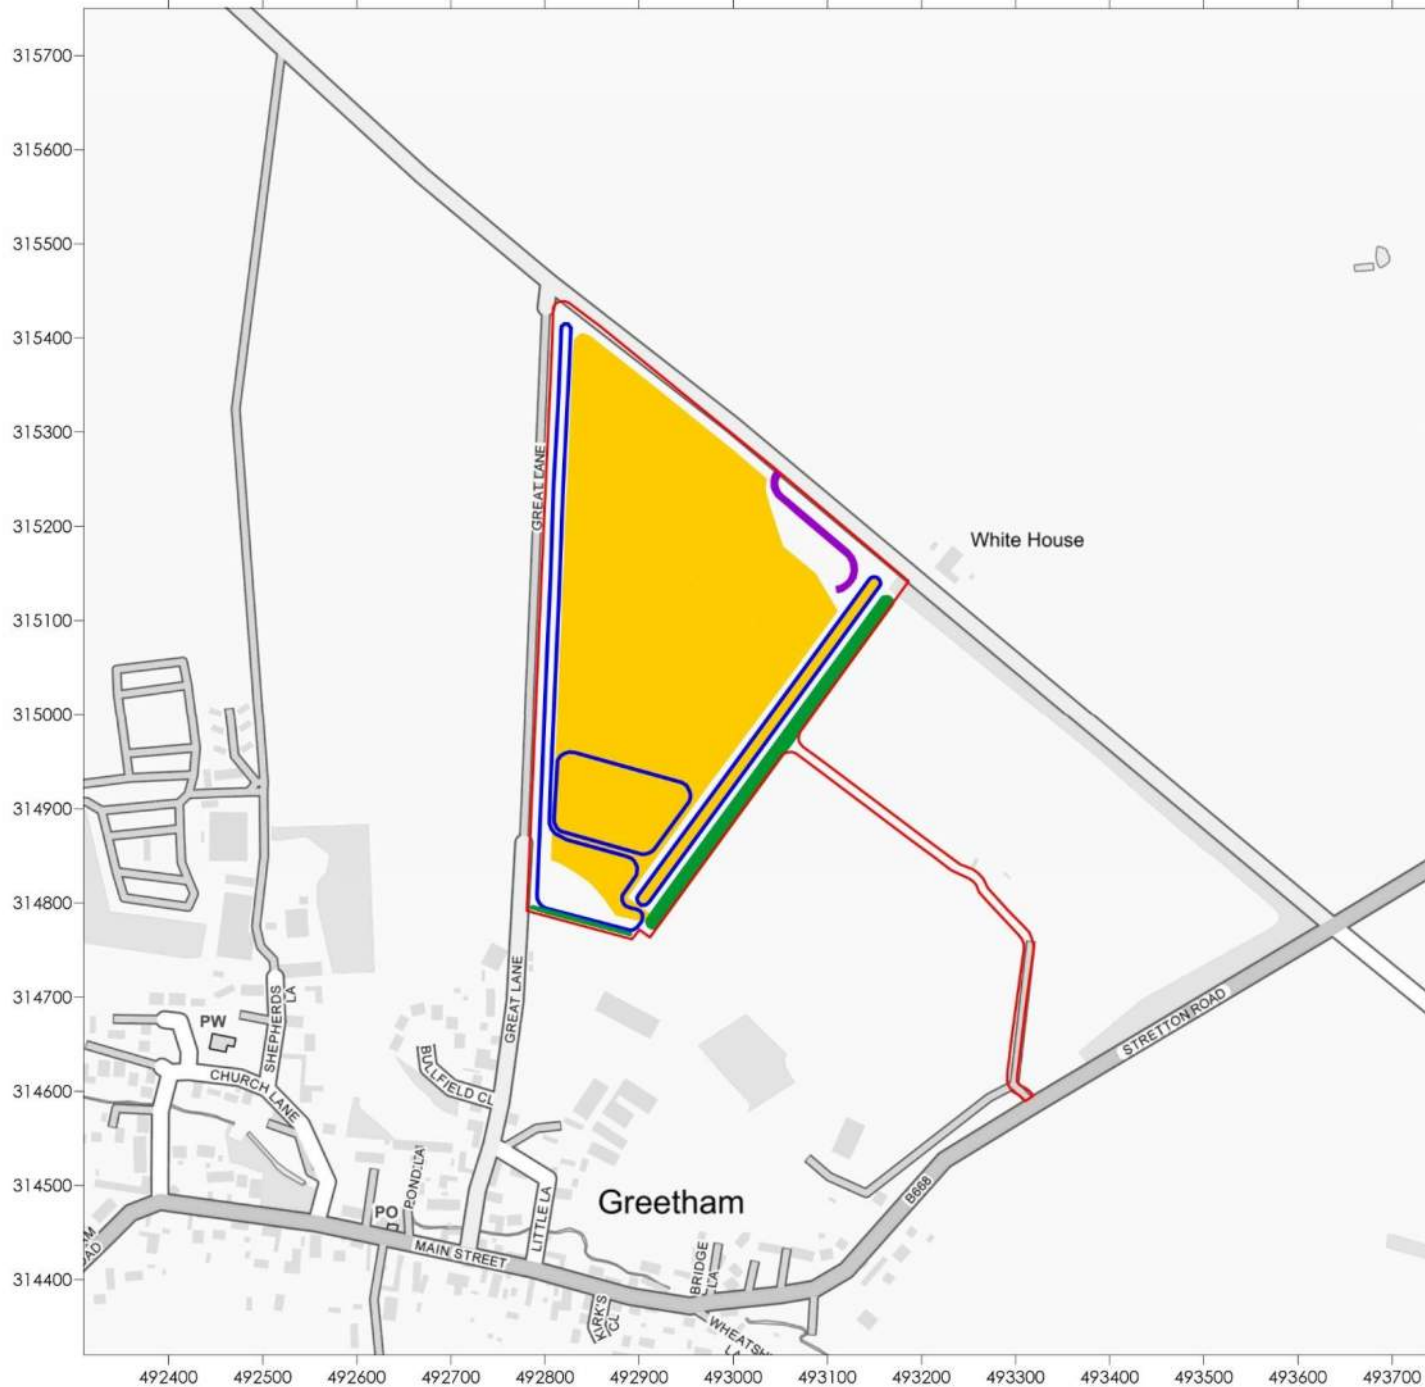 315700
315600
315500
315400
315300
GREAT LANE
315200
White House
315100
315000
314900
314800
314700
GREAT LANE
SHEPHERDS
LA
PW
STRETTON ROAD
314600
CHURCH LANE
BULLFIELD CL
314500
POND LA
LITTLE LA
Greetham
B668
PO
MAIN STREET
BRIDGE
LA
314400
KIRK'S
CL
WHEATSH
LA
492400 492500 492600 492700 492800 492900 493000 493100 493200 493300 493400 493500 493600 493700